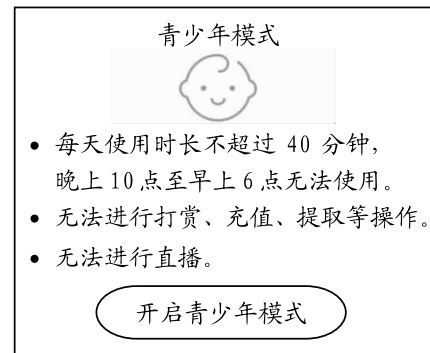 青少年模式
• 每天使用时长不超过 40 分钟,
晚上10点至早上6点无法使用。
• 无法进行打赏、充值、提取等操作。
• 无法进行直播。
开启青少年模式